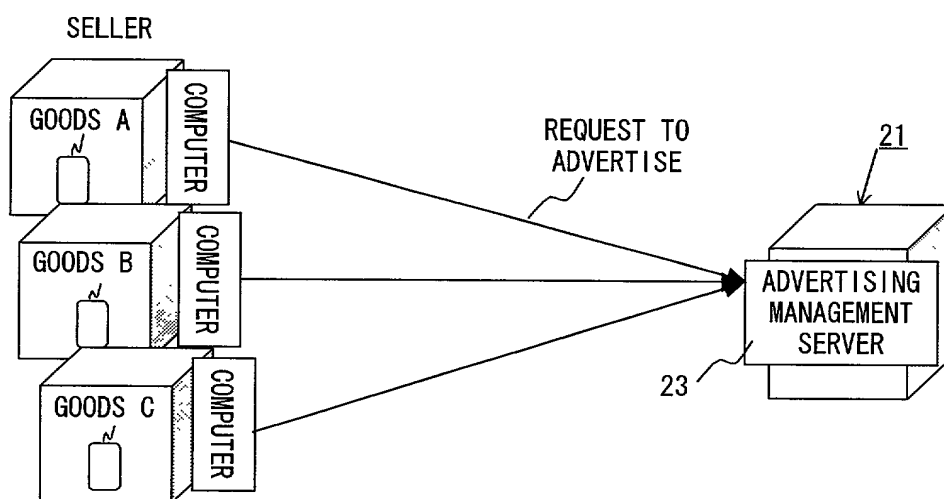 SELLER
GOODS A
COMPUTER
GOODS B
COMPUTER
GOODS C
COMPUTER
REQUEST TO
ADVERTISE
21
ADVERTISING
MANAGEMENT
SERVER
23